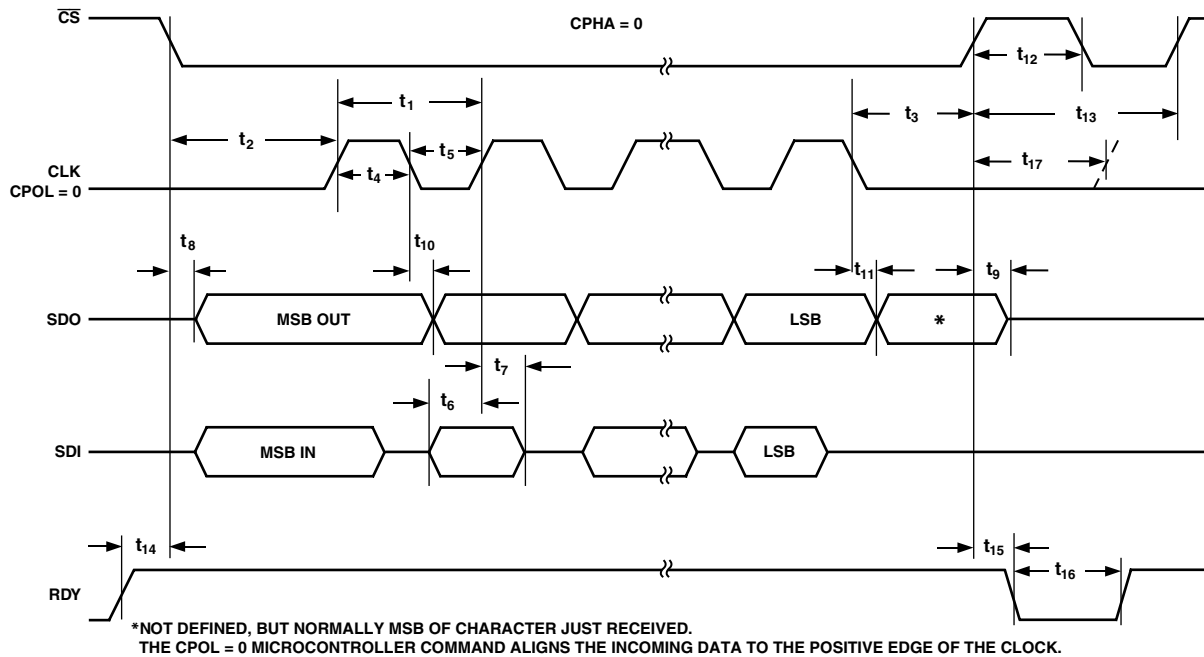 CS
CPHA = 0
t12
t1
t3
t13
t2
t5
t17
CLK
CPOL = 0
t4
t8
t10
t11
t9
SDO
MSB OUT
LSB
*
t7
t6
SDI
MSB IN
LSB
t14
t15
t16
RDY
*NOT DEFINED, BUT NORMALLY MSB OF CHARACTER JUST RECEIVED.
THE CPOL = 0 MICROCONTROLLER COMMAND ALIGNS THE INCOMING DATA TO THE POSITIVE EDGE OF THE CLOCK.